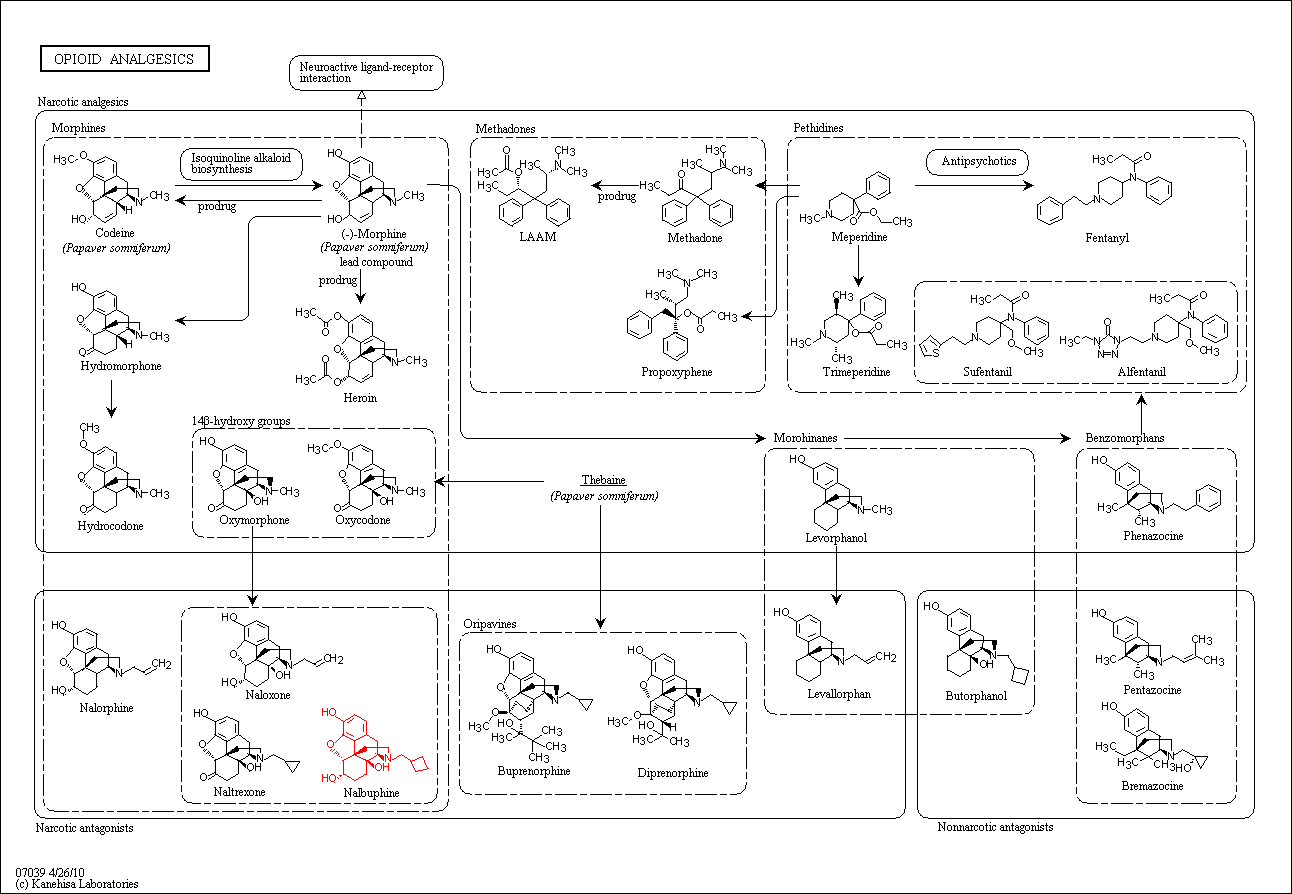 OPIOID ANALGESICS
Neuroactive ligand-receptor
interaction
Narcotic analgesics
Morphines
Methadones
Pethidines
Isoquinoline alkaloid
biosynthesis
Antipsychotics
prodrug
prodrug
Codeine
(Papaver somniferum)
(-)-Morphine
(Papaver somniferum)
lead compound
prodrug
LAAM
Methadone
Meperidine
Fentanyl
Hydromorphone
Heroin
Propoxyphene
Trimeperidine
Sufentanil
Alfentanil
14β-hydroxy groups
Morohinanes
Benzomorphans
Thebaine
(Papaver somniferum)
Hydrocodone
Oxymorphone
Oxycodone
Levorphanol
Phenazocine
Oripavines
Nalorphine
Naloxone
Levallorphan
Butorphanol
Pentazocine
Naltrexone
Nalbuphine
Buprenorphine
Diprenorphine
Bremazocine
Narcotic antagonists
Nonnarcotic antagonists
07039 4/26/10
(c) Kanehisa Laboratories